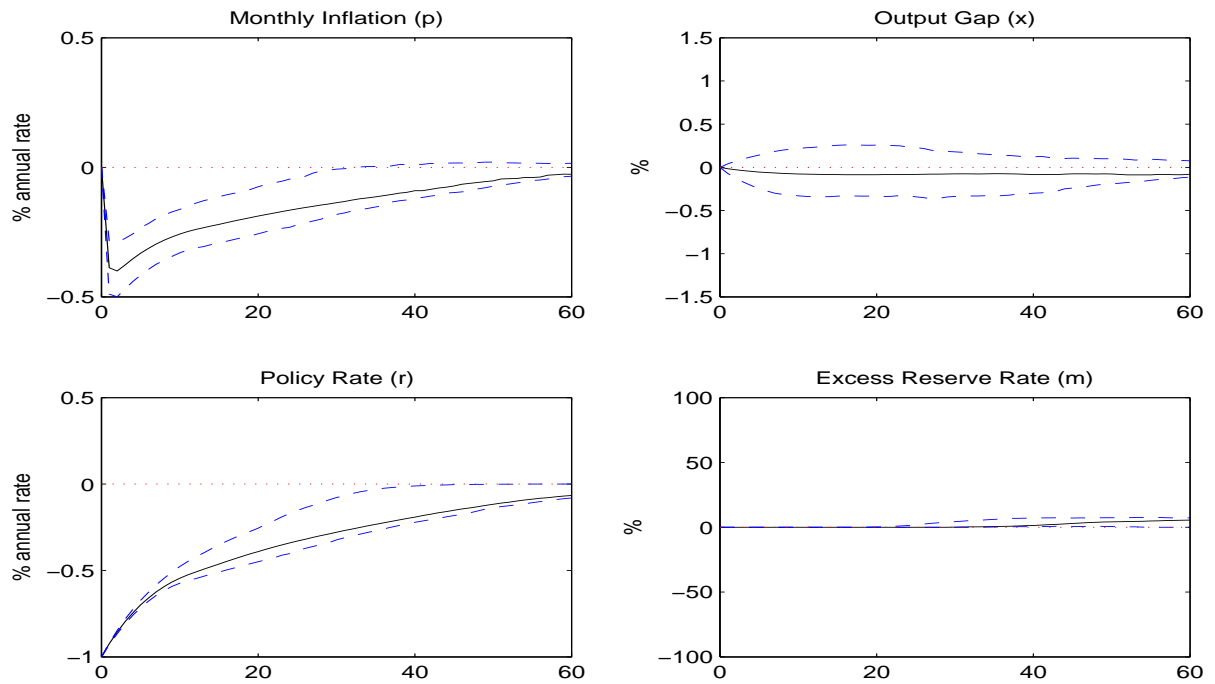 Monthly Inflation (p)
% annual rate
0.5
0
−0.5
0 20 40 60
Output Gap (x)
%
1.5
1
0.5
0
−0.5
−1
−1.5
0 20 40 60
Policy Rate (r)
% annual rate
0.5
0
−0.5
−1
0 20 40 60
Excess Reserve Rate (m)
%
100
50
0
−50
−100
0 20 40 60